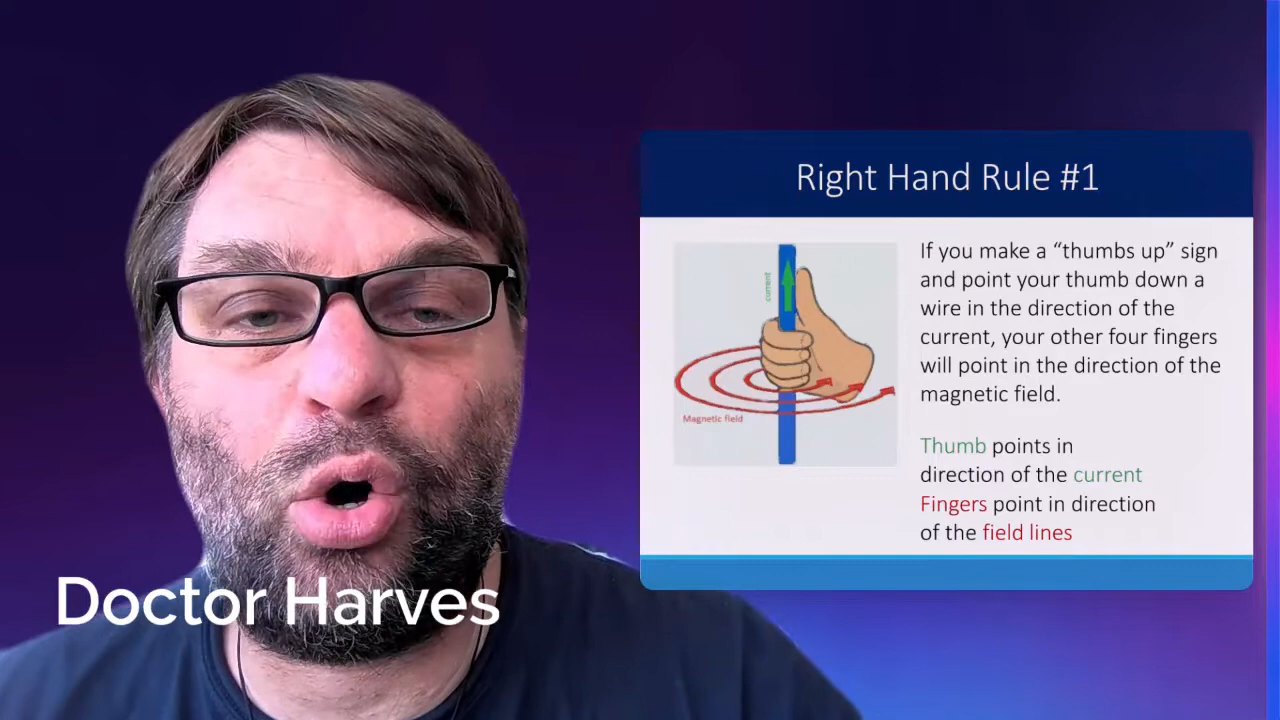 Right Hand Rule #1
current
Magnetic field
If you make a “thumbs up” sign
and point your thumb down a
wire in the direction of the
current, your other four fingers
will point in the direction of the
magnetic field.
Thumb points in
direction of the current
Fingers point in direction
of the field lines
Doctor Harves